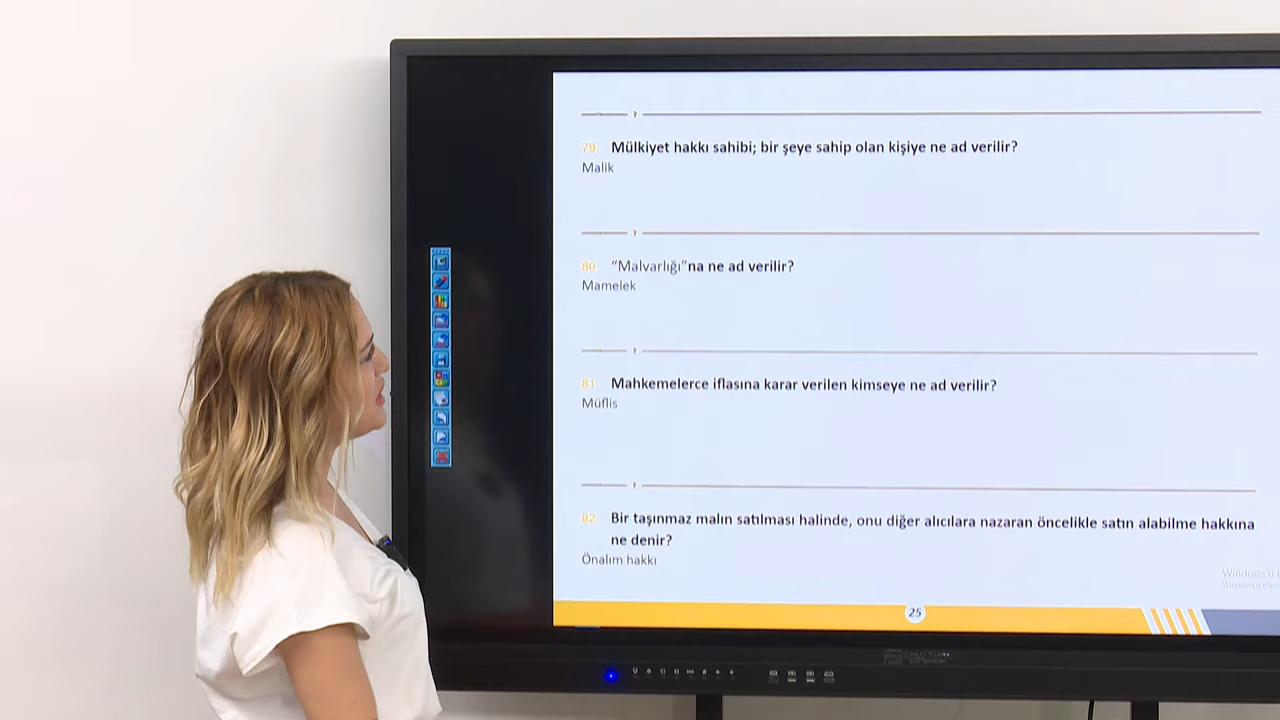 79. Mülkiyet hakkı sahibi; bir şeye sahip olan kişiye ne ad verilir?
Malik
80. “Malvarlığı”na ne ad verilir?
Mamelek
81. Mahkemelerce iflasına karar verilen kimseye ne ad verilir?
Müflis
82. Bir taşınmaz malın satılması halinde, onu diğer alıcılara nazaran öncelikle satın alabilme hakkına
ne denir?
Önalım hakkı
Windows'u
25